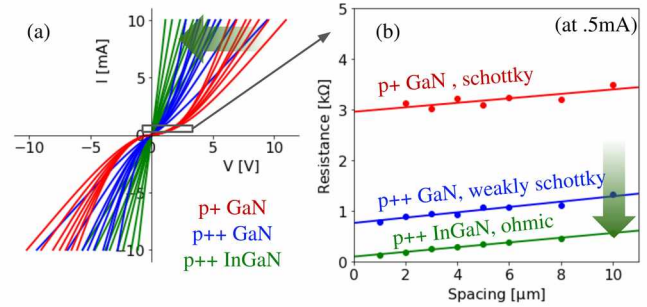 (a)
I [mA]
10
5
0
-5
-10
-10
-5
0
5
10
V [V]
p+ GaN
p++ GaN
p++ InGaN
(b)
(at .5mA)
Resistance [kΩ]
5
4
3
2
1
0
p+ GaN , schottky
p++ GaN, weakly schottky
p++ InGaN, ohmic
0
2
4
6
8
10
Spacing [μm]